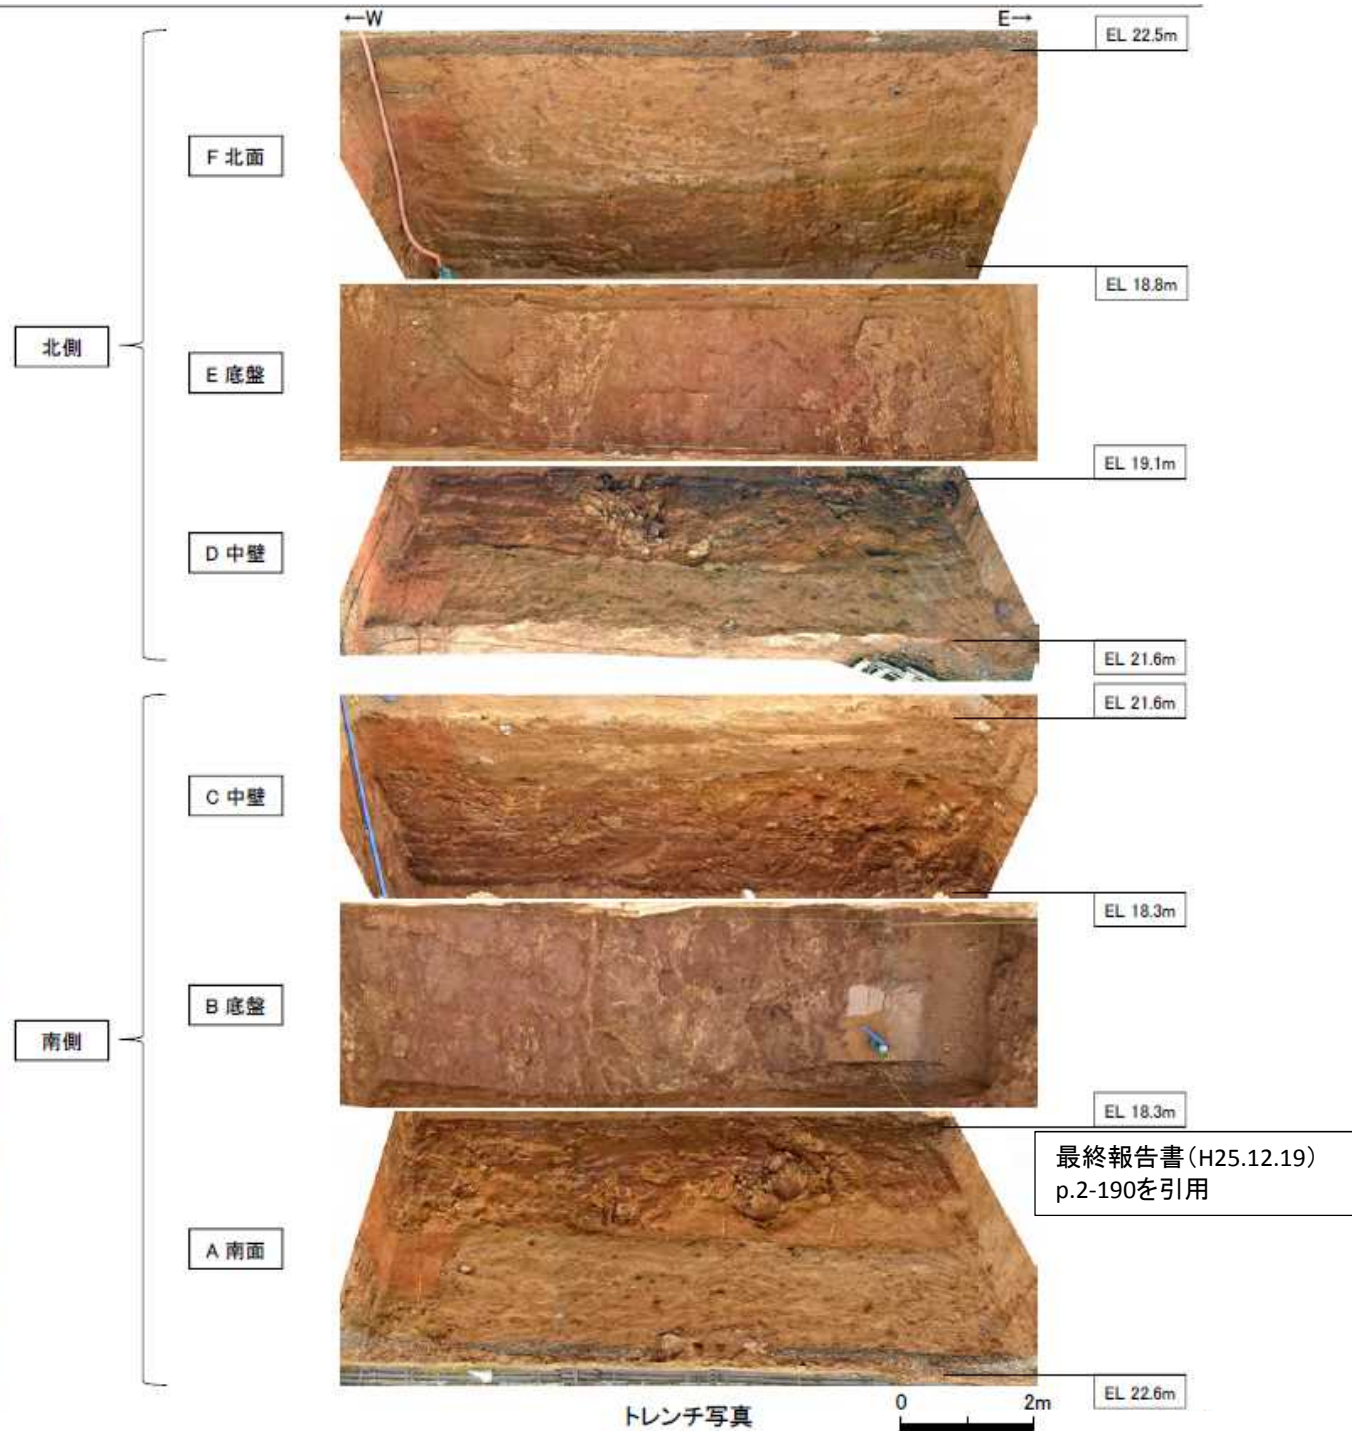 ←W
E→
EL 22.5m
F 北面
EL 18.8m
北側
E 底盤
EL 19.1m
D 中壁
EL 21.6m
EL 21.6m
C 中壁
EL 18.3m
B 底盤
南側
EL 18.3m
最終報告書（H25.12.19）
p.2-190を引用
A 南面
EL 22.6m
トレンチ写真
0 2m